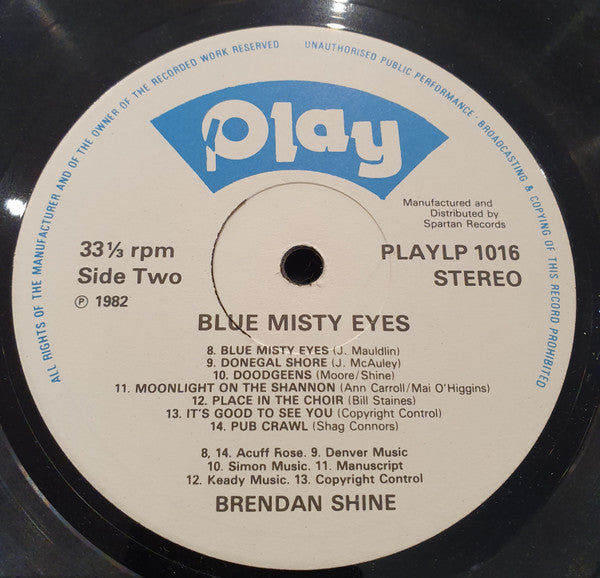 ALL RIGHTS OF THE MANUFACTURER AND OF THE OWNER OF THE RECORDED WORK RESERVED
UNAUTHORISED PUBLIC PERFORMANCE · BROADCASTING & COPYING OF THIS RECORD PROHIBITED
Play
Manufactured and
Distributed by
Spartan Records
33⅓ rpm
Side Two
℗ 1982
PLAYLP 1016
STEREO
BLUE MISTY EYES
8. BLUE MISTY EYES (J. Mauldlin)
9. DONEGAL SHORE (J. McAuley)
10. DOODGEENS (Moore/Shine)
11. MOONLIGHT ON THE SHANNON (Ann Carroll/Mai O'Higgins)
12. PLACE IN THE CHOIR (Bill Staines)
13. IT'S GOOD TO SEE YOU (Copyright Control)
14. PUB CRAWL (Shag Connors)
8, 14. Acuff Rose. 9. Denver Music
10. Simon Music. 11. Manuscript
12. Keady Music. 13. Copyright Control
BRENDAN SHINE